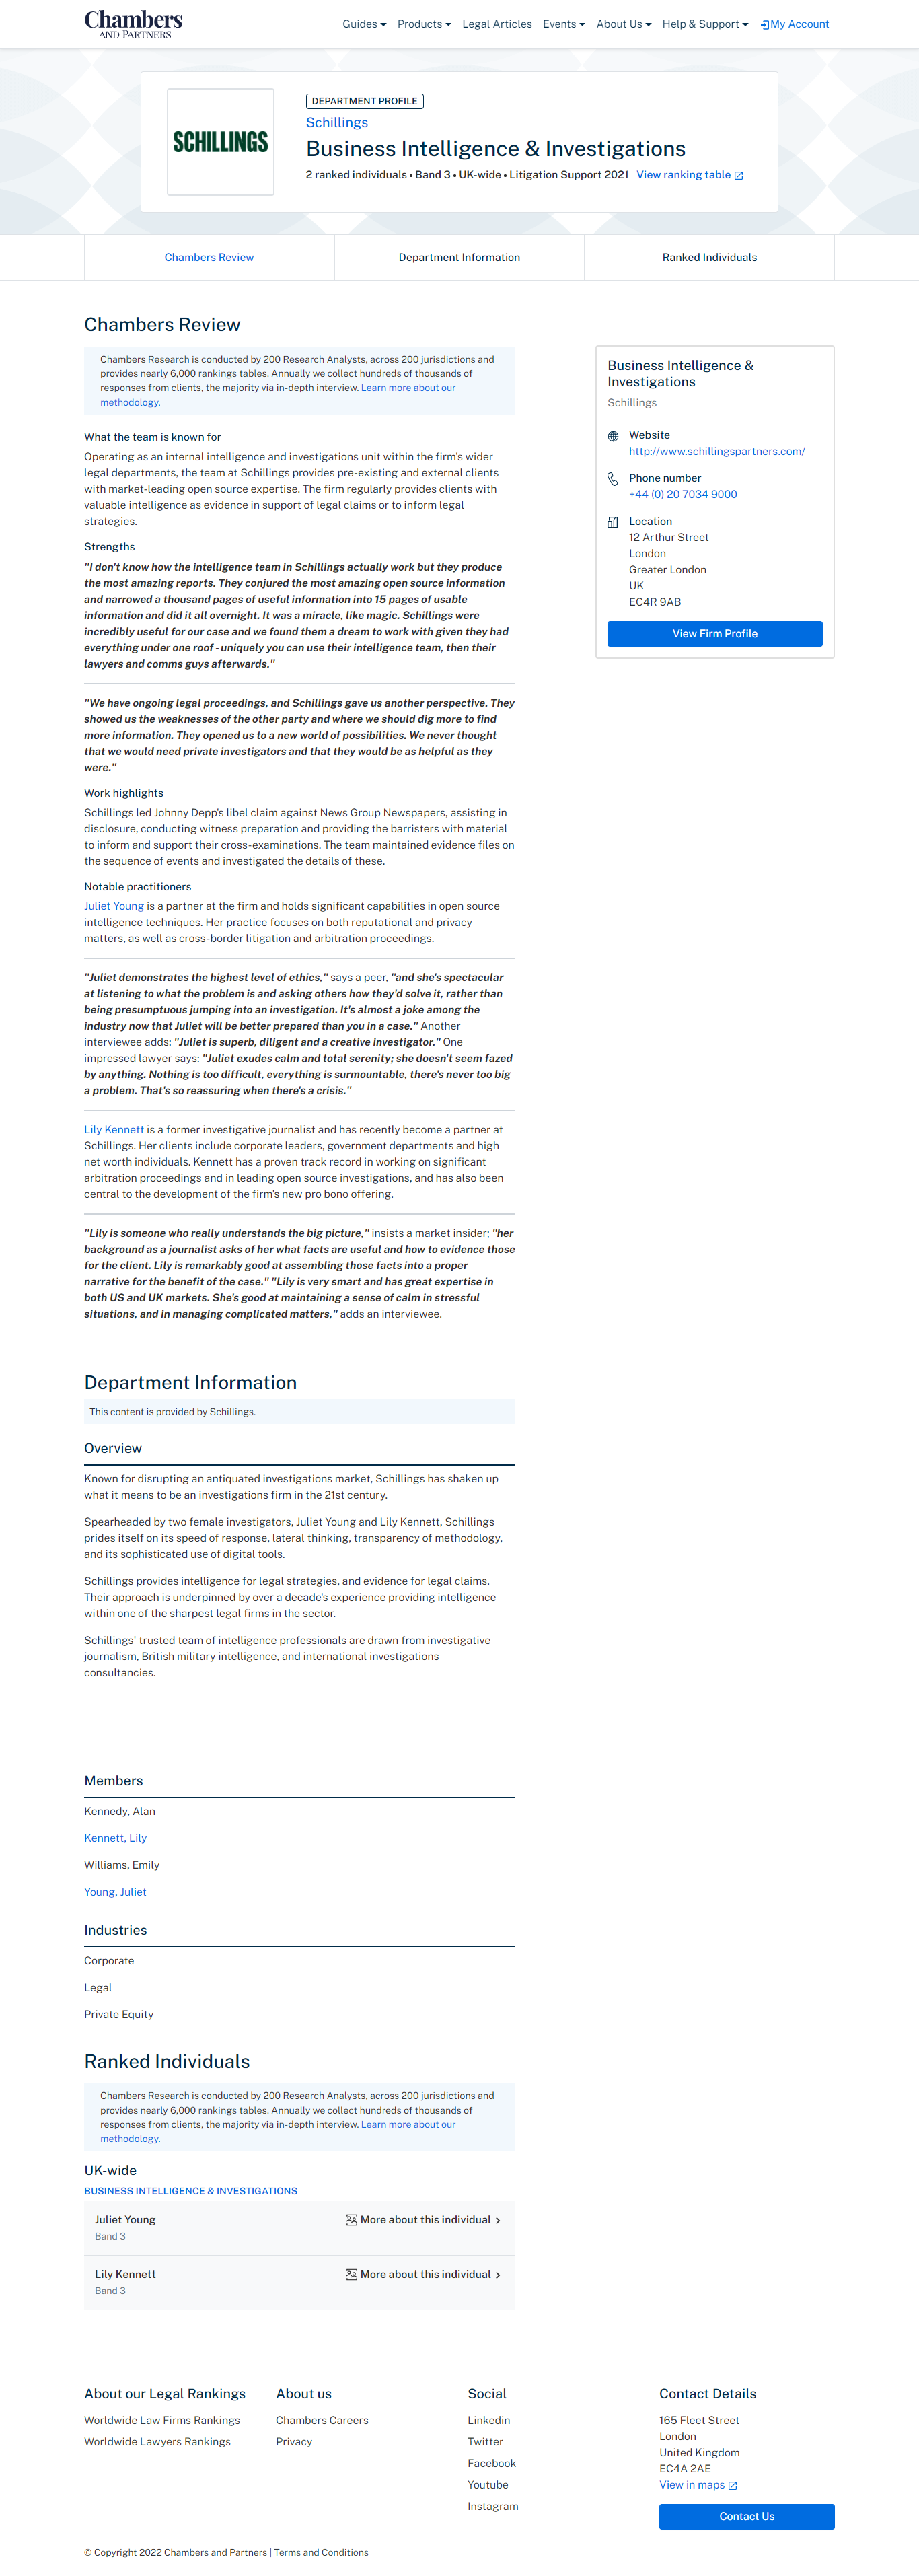 Chambers
AND PARTNERS
Guides
Products
Legal Articles
Events
About Us
Help & Support
My Account
SCHILLINGS
DEPARTMENT PROFILE
Schillings
Business Intelligence & Investigations
2 ranked individuals • Band 3 • UK-wide • Litigation Support 2021 View ranking table
Chambers Review
Department Information
Ranked Individuals
Chambers Review
Chambers Research is conducted by 200 Research Analysts, across 200 jurisdictions and
provides nearly 6,000 rankings tables. Annually we collect hundreds of thousands of
responses from clients, the majority via in-depth interview. Learn more about our
methodology.
What the team is known for
Operating as an internal intelligence and investigations unit within the firm's wider
legal departments, the team at Schillings provides pre-existing and external clients
with market-leading open source expertise. The firm regularly provides clients with
valuable intelligence as evidence in support of legal claims or to inform legal
strategies.
Strengths
"I don't know how the intelligence team in Schillings actually work but they produce
the most amazing reports. They conjured the most amazing open source information
and narrowed a thousand pages of useful information into 15 pages of usable
information and did it all overnight. It was a miracle, like magic. Schillings were
incredibly useful for our case and we found them a dream to work with given they had
everything under one roof - uniquely you can use their intelligence team, then their
lawyers and comms guys afterwards."
"We have ongoing legal proceedings, and Schillings gave us another perspective. They
showed us the weaknesses of the other party and where we should dig more to find
more information. They opened us to a new world of possibilities. We never thought
that we would need private investigators and that they would be as helpful as they
were."
Work highlights
Schillings led Johnny Depp's libel claim against News Group Newspapers, assisting in
disclosure, conducting witness preparation and providing the barristers with material
to inform and support their cross-examinations. The team maintained evidence files on
the sequence of events and investigated the details of these.
Notable practitioners
Juliet Young is a partner at the firm and holds significant capabilities in open source
intelligence techniques. Her practice focuses on both reputational and privacy
matters, as well as cross-border litigation and arbitration proceedings.
"Juliet demonstrates the highest level of ethics," says a peer, "and she's spectacular
at listening to what the problem is and asking others how they'd solve it, rather than
being presumptuous jumping into an investigation. It's almost a joke among the
industry now that Juliet will be better prepared than you in a case." Another
interviewee adds: "Juliet is superb, diligent and a creative investigator." One
impressed lawyer says: "Juliet exudes calm and total serenity; she doesn't seem fazed
by anything. Nothing is too difficult, everything is surmountable, there's never too big
a problem. That's so reassuring when there's a crisis."
Lily Kennett is a former investigative journalist and has recently become a partner at
Schillings. Her clients include corporate leaders, government departments and high
net worth individuals. Kennett has a proven track record in working on significant
arbitration proceedings and in leading open source investigations, and has also been
central to the development of the firm's new pro bono offering.
"Lily is someone who really understands the big picture," insists a market insider; "her
background as a journalist asks of her what facts are useful and how to evidence those
for the client. Lily is remarkably good at assembling those facts into a proper
narrative for the benefit of the case." "Lily is very smart and has great expertise in
both US and UK markets. She's good at maintaining a sense of calm in stressful
situations, and in managing complicated matters," adds an interviewee.
Business Intelligence &
Investigations
Schillings
Website
http://www.schillingspartners.com/
Phone number
+44 (0) 20 7034 9000
Location
12 Arthur Street
London
Greater London
UK
EC4R 9AB
View Firm Profile
Department Information
This content is provided by Schillings.
Overview
Known for disrupting an antiquated investigations market, Schillings has shaken up
what it means to be an investigations firm in the 21st century.
Spearheaded by two female investigators, Juliet Young and Lily Kennett, Schillings
prides itself on its speed of response, lateral thinking, transparency of methodology,
and its sophisticated use of digital tools.
Schillings provides intelligence for legal strategies, and evidence for legal claims.
Their approach is underpinned by over a decade's experience providing intelligence
within one of the sharpest legal firms in the sector.
Schillings' trusted team of intelligence professionals are drawn from investigative
journalism, British military intelligence, and international investigations
consultancies.
Members
Kennedy, Alan
Kennett, Lily
Williams, Emily
Young, Juliet
Industries
Corporate
Legal
Private Equity
Ranked Individuals
Chambers Research is conducted by 200 Research Analysts, across 200 jurisdictions and
provides nearly 6,000 rankings tables. Annually we collect hundreds of thousands of
responses from clients, the majority via in-depth interview. Learn more about our
methodology.
UK-wide
BUSINESS INTELLIGENCE & INVESTIGATIONS
Juliet Young
More about this individual
Band 3
Lily Kennett
More about this individual
Band 3
About our Legal Rankings
Worldwide Law Firms Rankings
Worldwide Lawyers Rankings
About us
Chambers Careers
Privacy
Social
Linkedin
Twitter
Facebook
Youtube
Instagram
Contact Details
165 Fleet Street
London
United Kingdom
EC4A 2AE
View in maps
Contact Us
© Copyright 2022 Chambers and Partners | Terms and Conditions